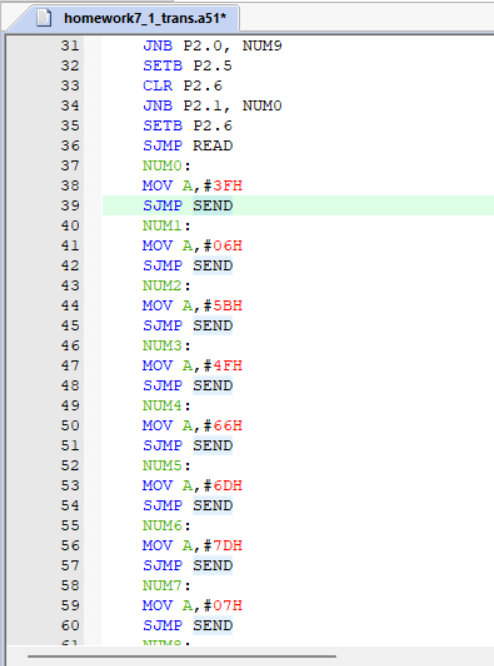 homework7_1_trans.a51*
31 JNB P2.0, NUM9
32 SETB P2.5
33 CLR P2.6
34 JNB P2.1, NUM0
35 SETB P2.6
36 SJMP READ
37 NUM0:
38 MOV A,#3FH
39 SJMP SEND
40 NUM1:
41 MOV A,#06H
42 SJMP SEND
43 NUM2:
44 MOV A,#5BH
45 SJMP SEND
46 NUM3:
47 MOV A,#4FH
48 SJMP SEND
49 NUM4:
50 MOV A,#66H
51 SJMP SEND
52 NUM5:
53 MOV A,#6DH
54 SJMP SEND
55 NUM6:
56 MOV A,#7DH
57 SJMP SEND
58 NUM7:
59 MOV A,#07H
60 SJMP SEND
61 NUM8: